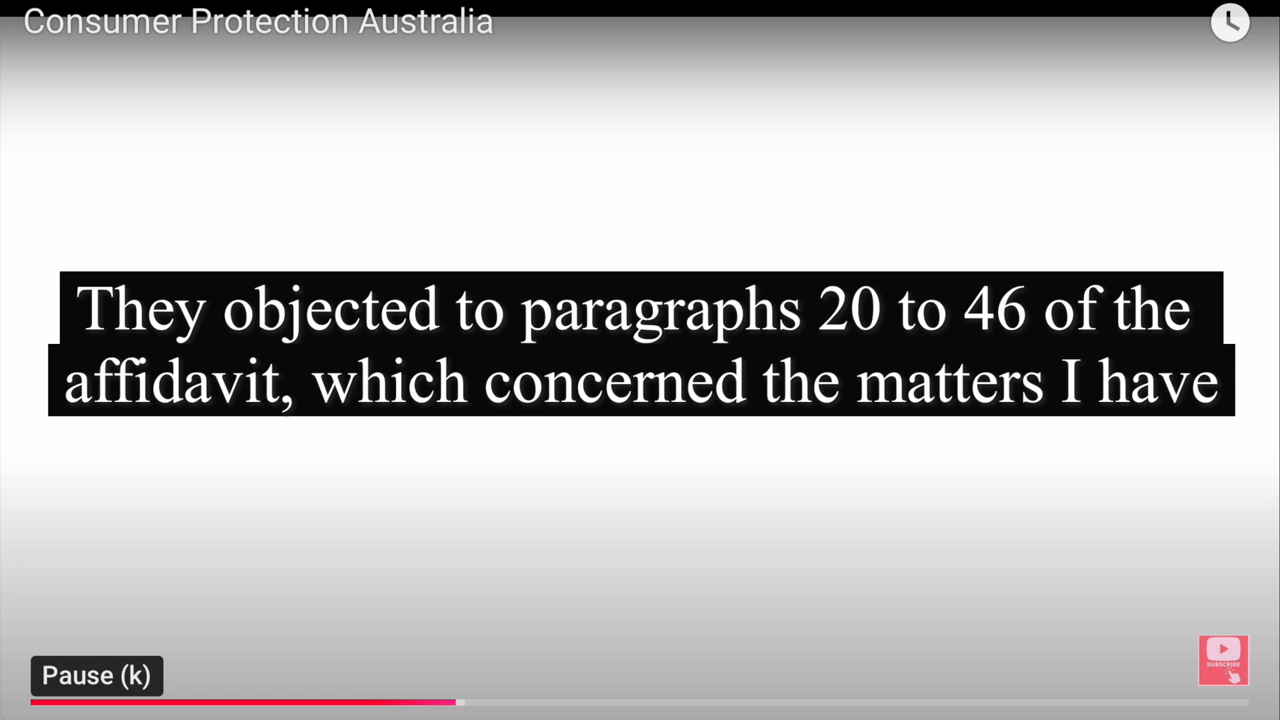 Consumer Protection Australia
They objected to paragraphs 20 to 46 of the
affidavit, which concerned the matters I have
SUBSCRIBE
Pause (k)